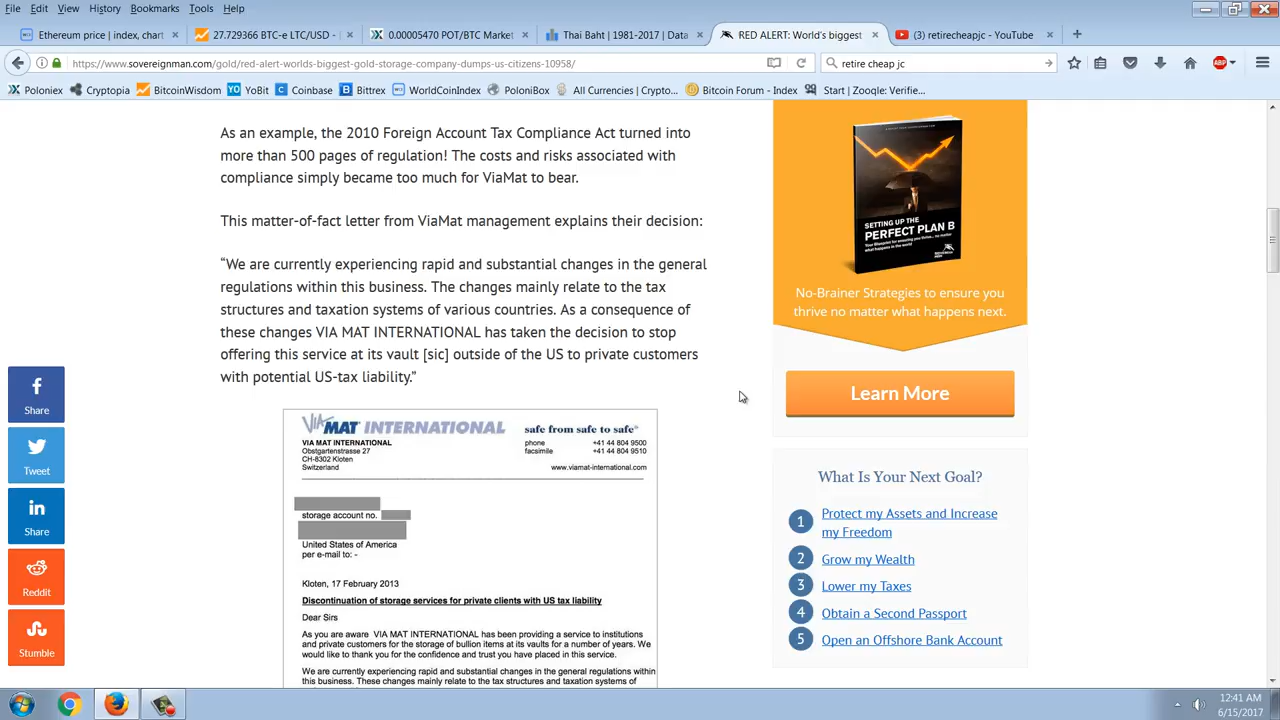 File Edit View History Bookmarks Tools Help
Ethereum price | index, chart
27.729366 BTC-e LTC/USD -
0.00005470 POT/BTC Market
Thai Baht | 1981-2017 | Data
RED ALERT: World's biggest
(3) retirecheapjc - YouTube
https://www.sovereignman.com/gold/red-alert-worlds-biggest-gold-storage-company-dumps-us-citizens-10958/
retire cheap jc
ABP
Poloniex Cryptopia BitcoinWisdom YoBit Coinbase Bittrex WorldCoinIndex PoloniBox All Currencies | Crypto... Bitcoin Forum - Index Start | Zooqle: Verifie...
As an example, the 2010 Foreign Account Tax Compliance Act turned into
more than 500 pages of regulation! The costs and risks associated with
compliance simply became too much for ViaMat to bear.
This matter-of-fact letter from ViaMat management explains their decision:
“We are currently experiencing rapid and substantial changes in the general
regulations within this business. The changes mainly relate to the tax
structures and taxation systems of various countries. As a consequence of
these changes VIA MAT INTERNATIONAL has taken the decision to stop
offering this service at its vault [sic] outside of the US to private customers
with potential US-tax liability.”
VIA MAT INTERNATIONAL
safe from safe to safe®
VIA MAT INTERNATIONAL
Obstgartenstrasse 27
CH-8302 Kloten
Switzerland
phone +41 44 804 9500
facsimile +41 44 804 9510
www.viamat-international.com
storage account no.
United States of America
per e-mail to: -
Kloten, 17 February 2013
Discontinuation of storage services for private clients with US tax liability
Dear Sirs
As you are aware VIA MAT INTERNATIONAL has been providing a service to institutions
and private customers for the storage of bullion items at its vaults for a number of years. We
would like to thank you for the confidence and trust you have placed in this service.
We are currently experiencing rapid and substantial changes in the general regulations within
this business. These changes mainly relate to the tax structures and taxation systems of
Share
Tweet
Share
Reddit
Stumble
SETTING UP THE
PERFECT PLAN B
No-Brainer Strategies to ensure you
thrive no matter what happens next.
Learn More
What Is Your Next Goal?
1 Protect my Assets and Increase
my Freedom
2 Grow my Wealth
3 Lower my Taxes
4 Obtain a Second Passport
5 Open an Offshore Bank Account
12:41 AM
6/15/2017